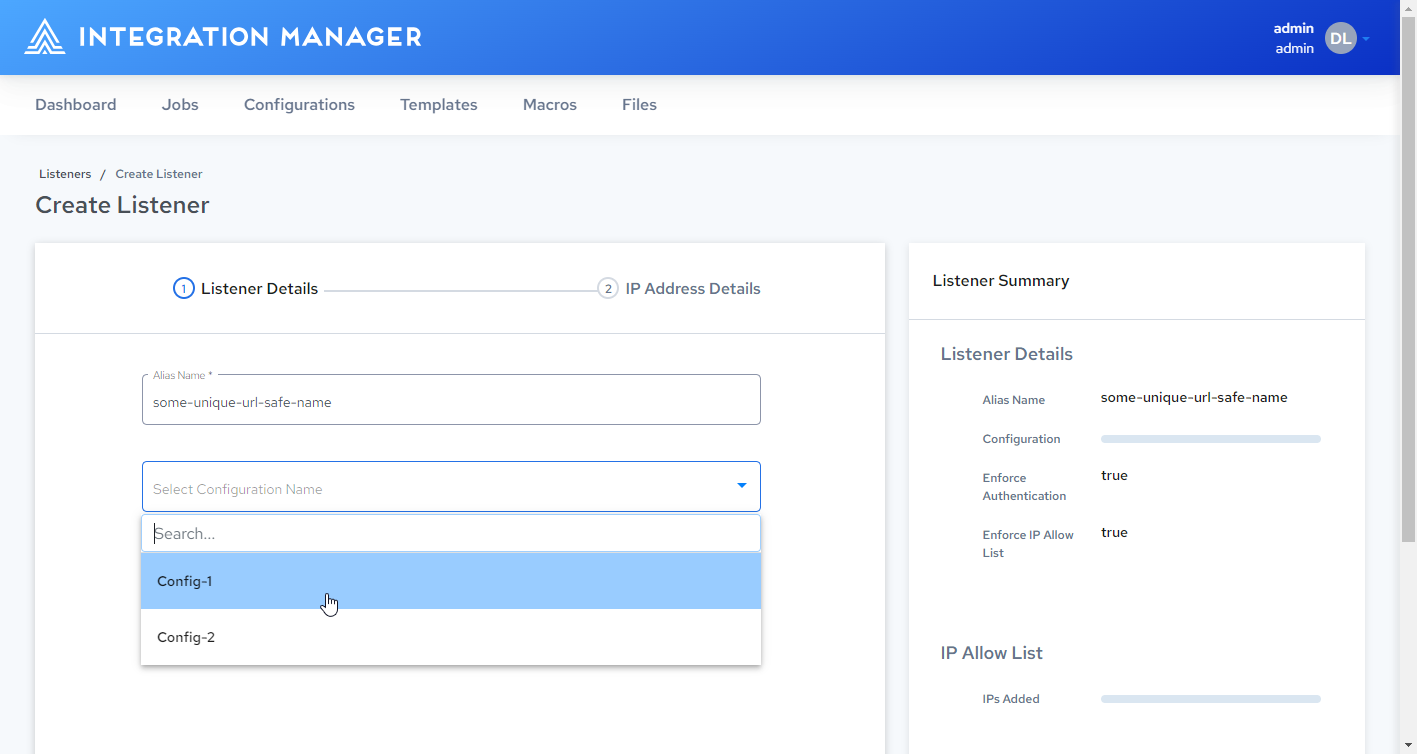 INTEGRATION MANAGER
admin
admin
DL
Dashboard Jobs Configurations Templates Macros Files
Listeners / Create Listener
Create Listener
1 Listener Details
2 IP Address Details
Alias Name *
some-unique-url-safe-name
Select Configuration Name
Search...
Config-1
Config-2
Listener Summary
Listener Details
Alias Name some-unique-url-safe-name
Configuration
Enforce
Authentication
true
Enforce IP Allow
List
true
IP Allow List
IPs Added